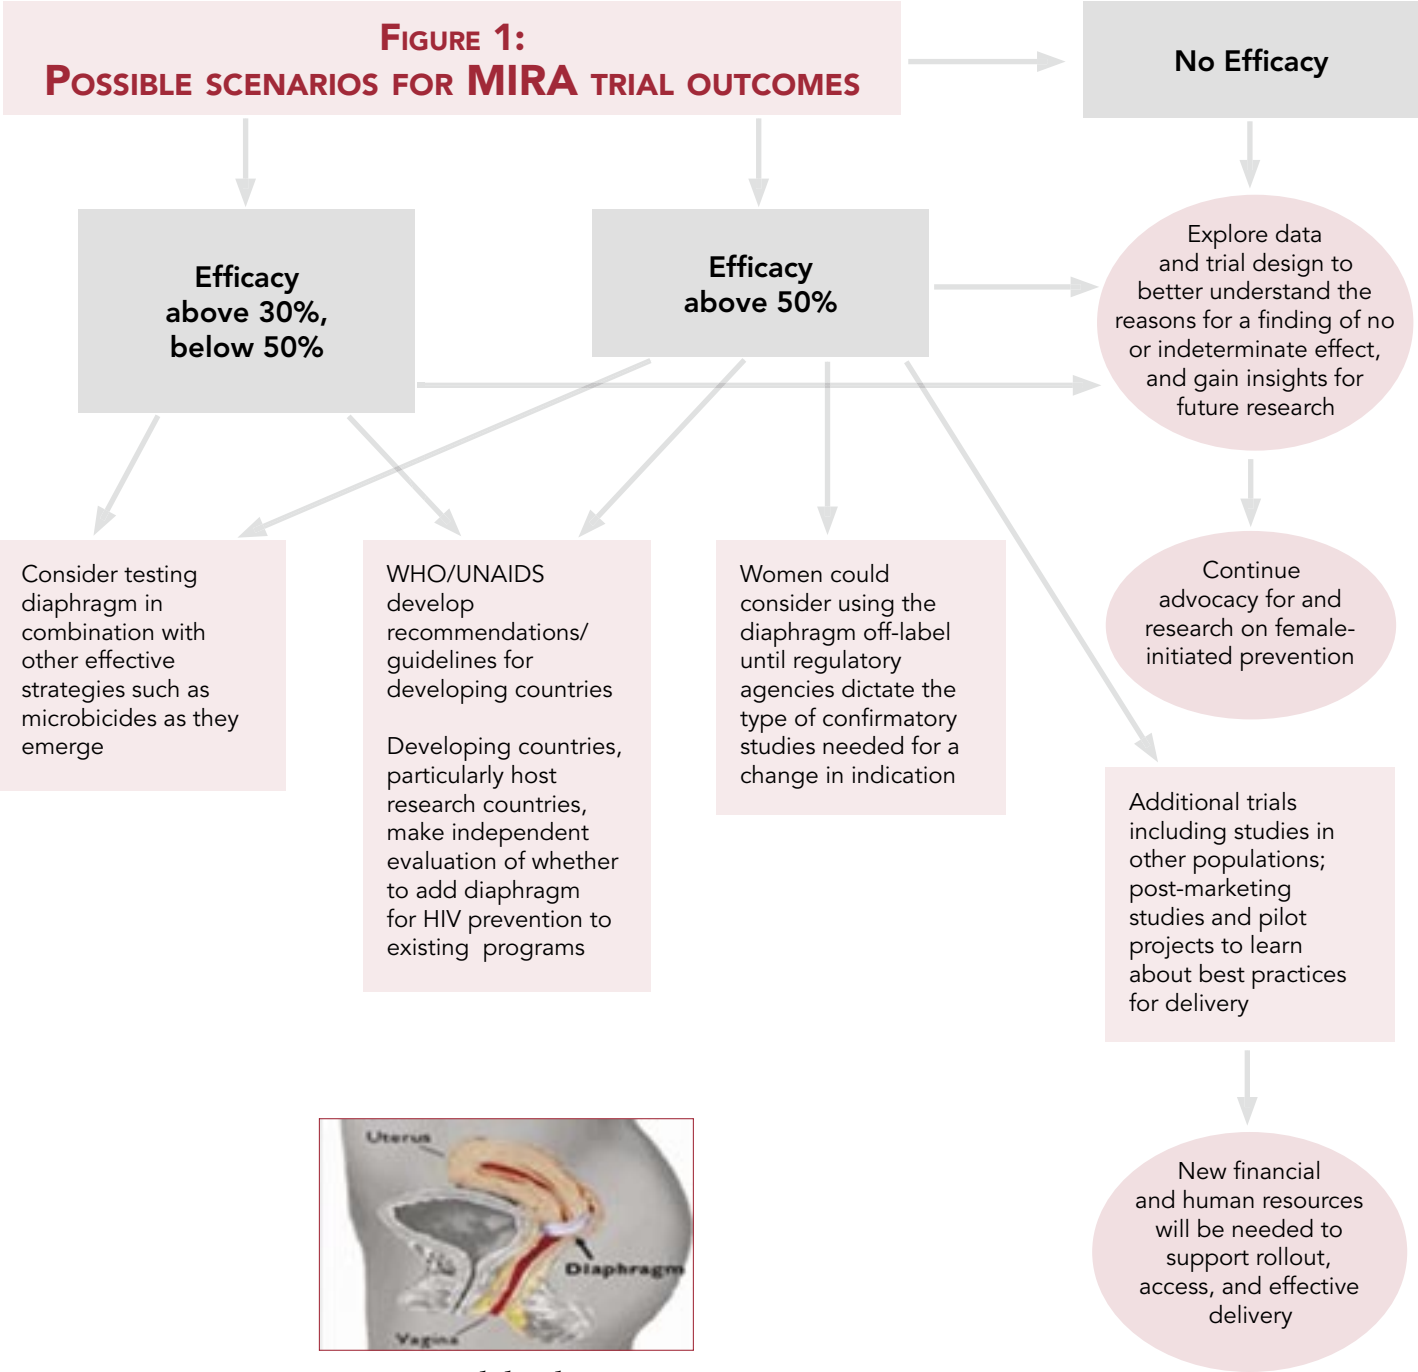 FIGURE 1:
POSSIBLE SCENARIOS FOR MIRA TRIAL OUTCOMES
No Efficacy
Efficacy
above 30%,
below 50%
Efficacy
above 50%
Explore data
and trial design to
better understand the
reasons for a finding of no
or indeterminate effect,
and gain insights for
future research
Continue
advocacy for and
research on female-
initiated prevention
Consider testing
diaphragm in
combination with
other effective
strategies such as
microbicides as they
emerge
WHO/UNAIDS
develop
recommendations/
guidelines for
developing countries
Developing countries,
particularly host
research countries,
make independent
evaluation of whether
to add diaphragm
for HIV prevention to
existing programs
Women could
consider using the
diaphragm off-label
until regulatory
agencies dictate the
type of confirmatory
studies needed for a
change in indication
Additional trials
including studies in
other populations;
post-marketing
studies and pilot
projects to learn
about best practices
for delivery
New financial
and human resources
will be needed to
support rollout,
access, and effective
delivery
Uterus
Diaphragm
Vagina